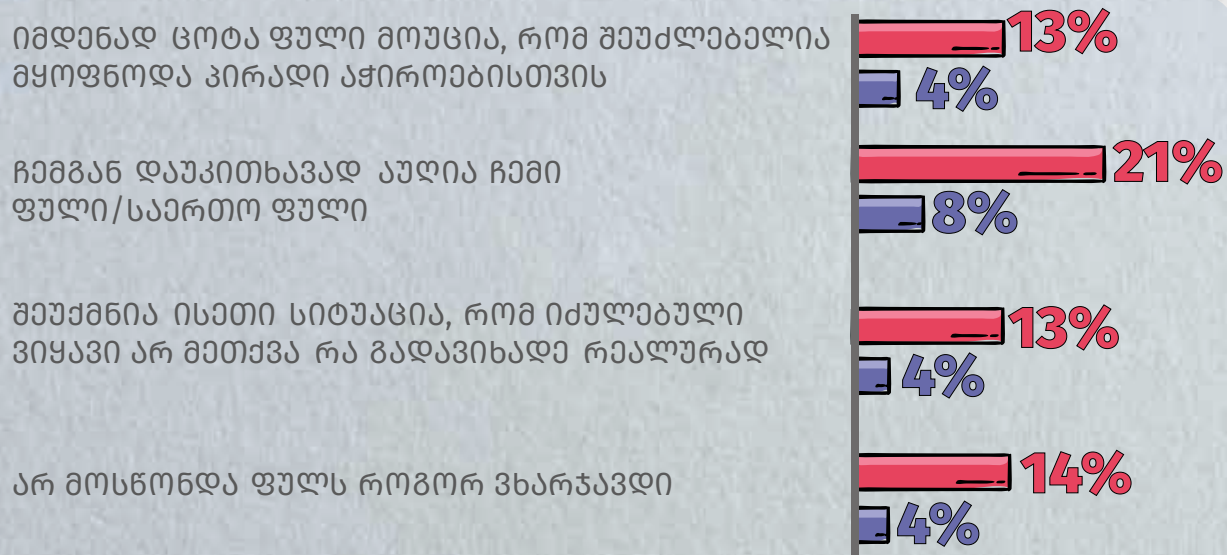 იმდენად ცოტა ფული მოუცია, რომ შეუძლებელია
მყოფნოდა პირადი აჭიროებისთვის
13%
4%
ჩემგან დაუკითხავად აუღია ჩემი
ფული/საერთო ფული
21%
8%
შეუქმნია ისეთი სიტუაცია, რომ იძულებული
ვიყავი არ მეთქვა რა გადავიხადე რეალურად
13%
4%
არ მოსწონდა ფულს როგორ ვხარჯავდი
14%
4%